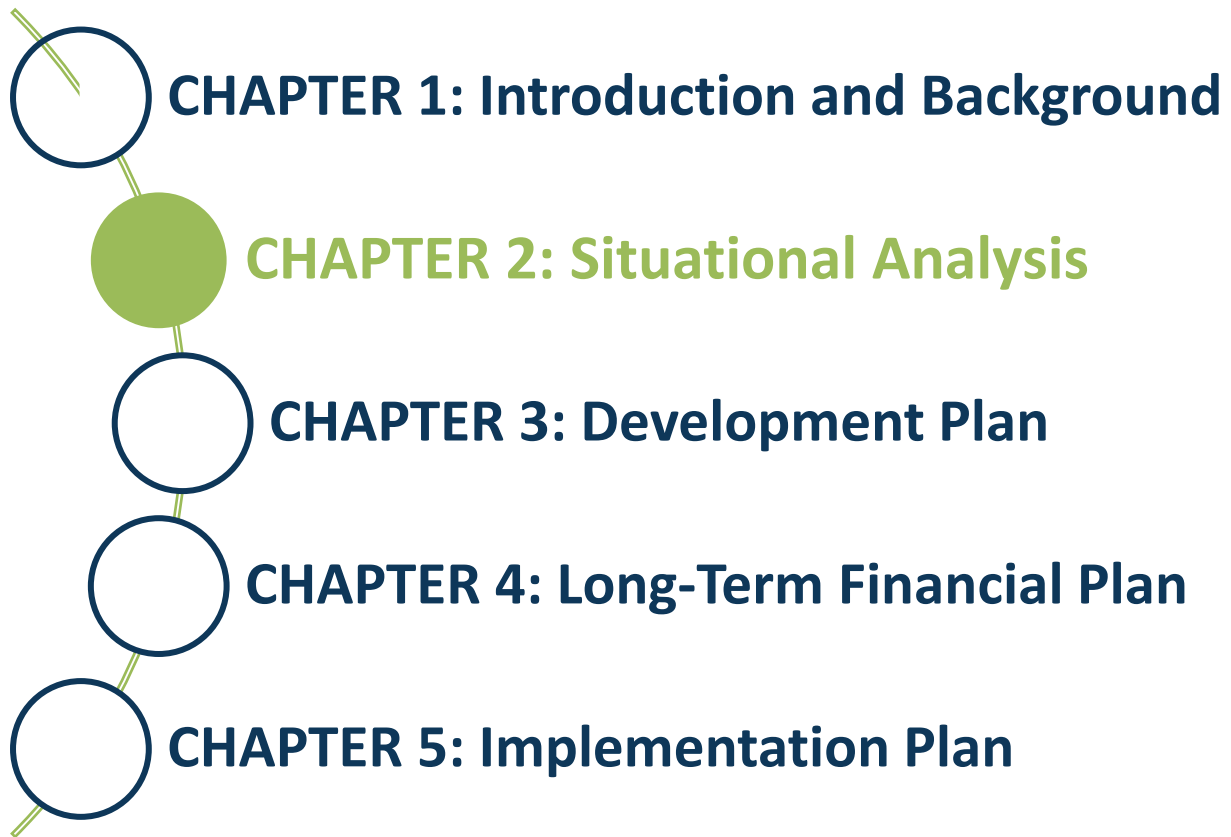 CHAPTER 1: Introduction and Background
CHAPTER 2: Situational Analysis
CHAPTER 3: Development Plan
CHAPTER 4: Long-Term Financial Plan
CHAPTER 5: Implementation Plan